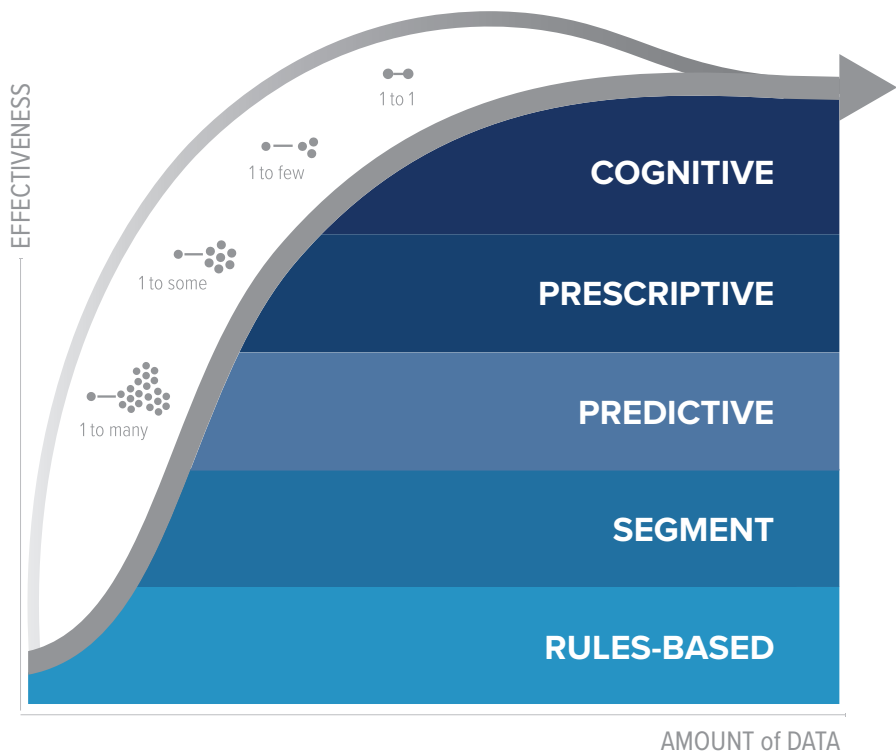 1 to 1
1 to few
1 to some
1 to many
EFFECTIVENESS
COGNITIVE
PRESCRIPTIVE
PREDICTIVE
SEGMENT
RULES-BASED
AMOUNT of DATA